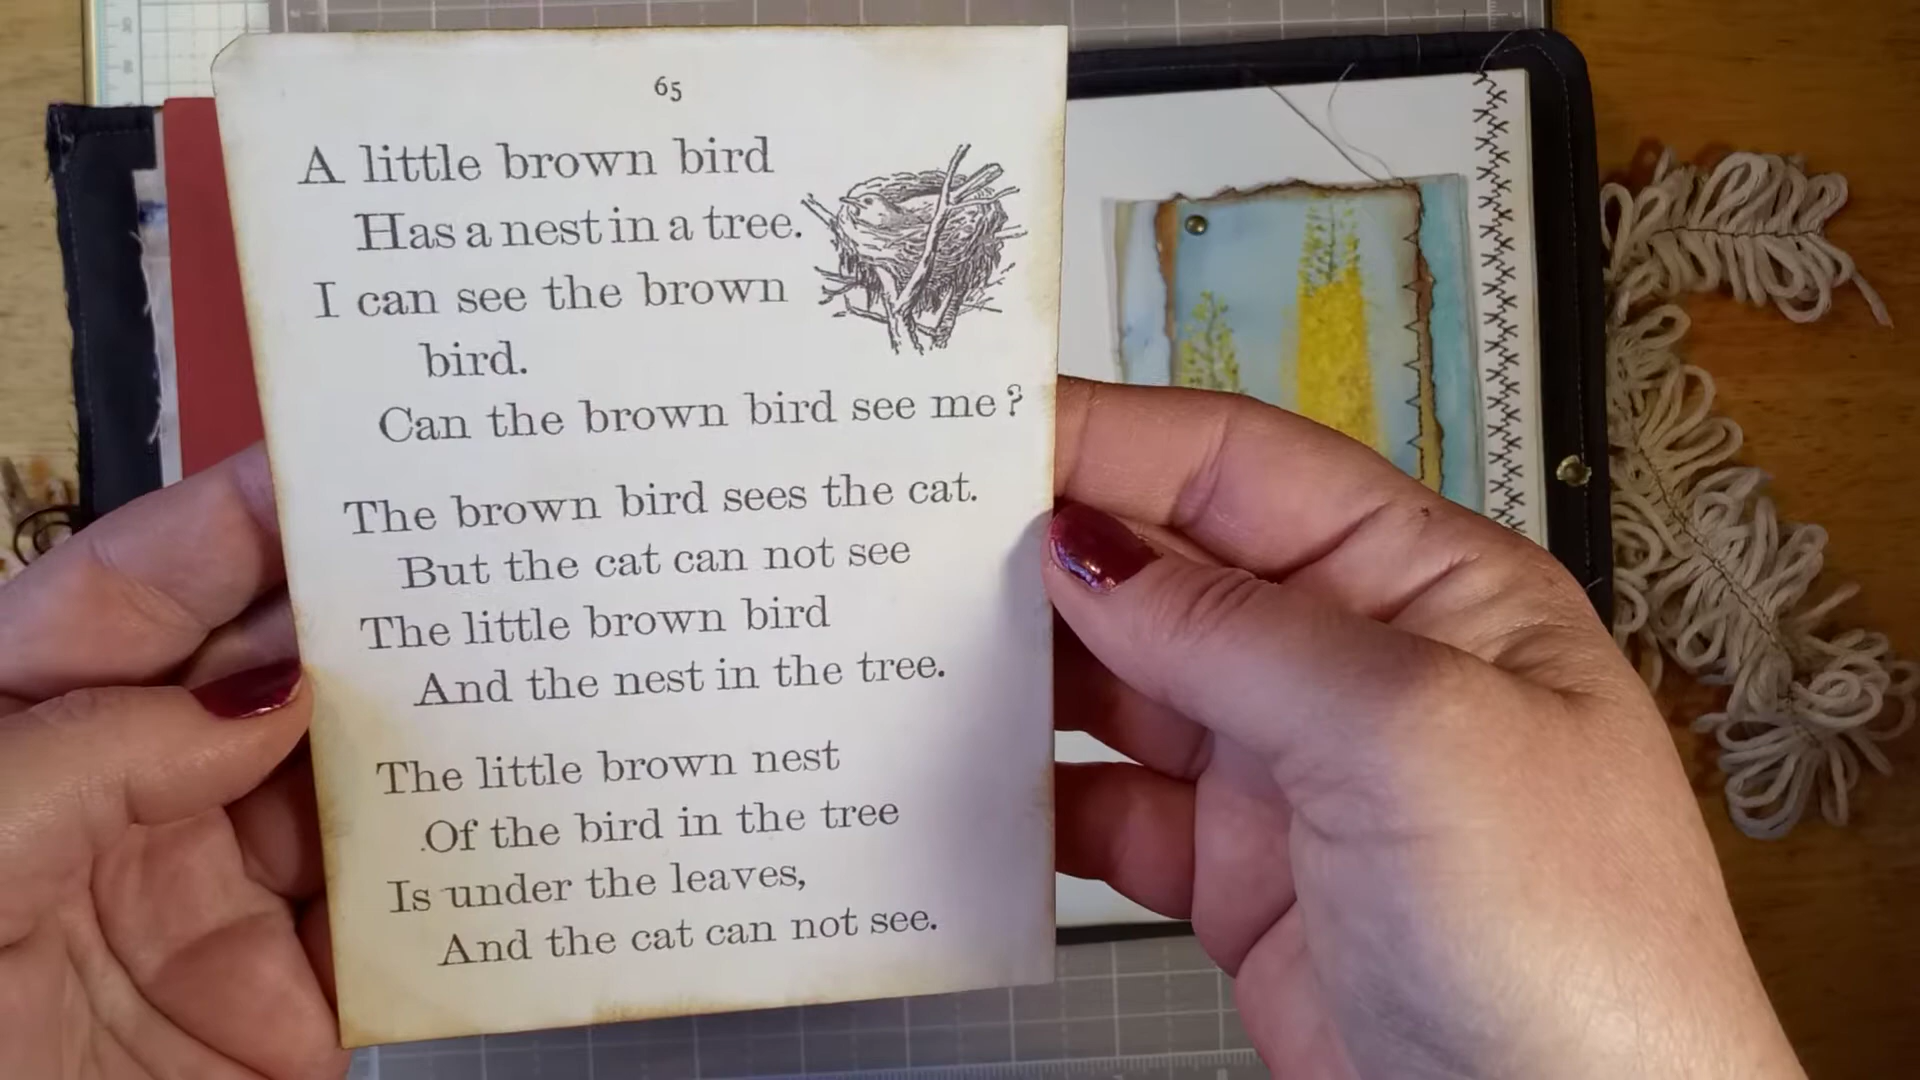 65
A little brown bird
Has a nest in a tree.
I can see the brown
bird.
Can the brown bird see me?
The brown bird sees the cat.
But the cat can not see
The little brown bird
And the nest in the tree.
The little brown nest
Of the bird in the tree
Is under the leaves,
And the cat can not see.